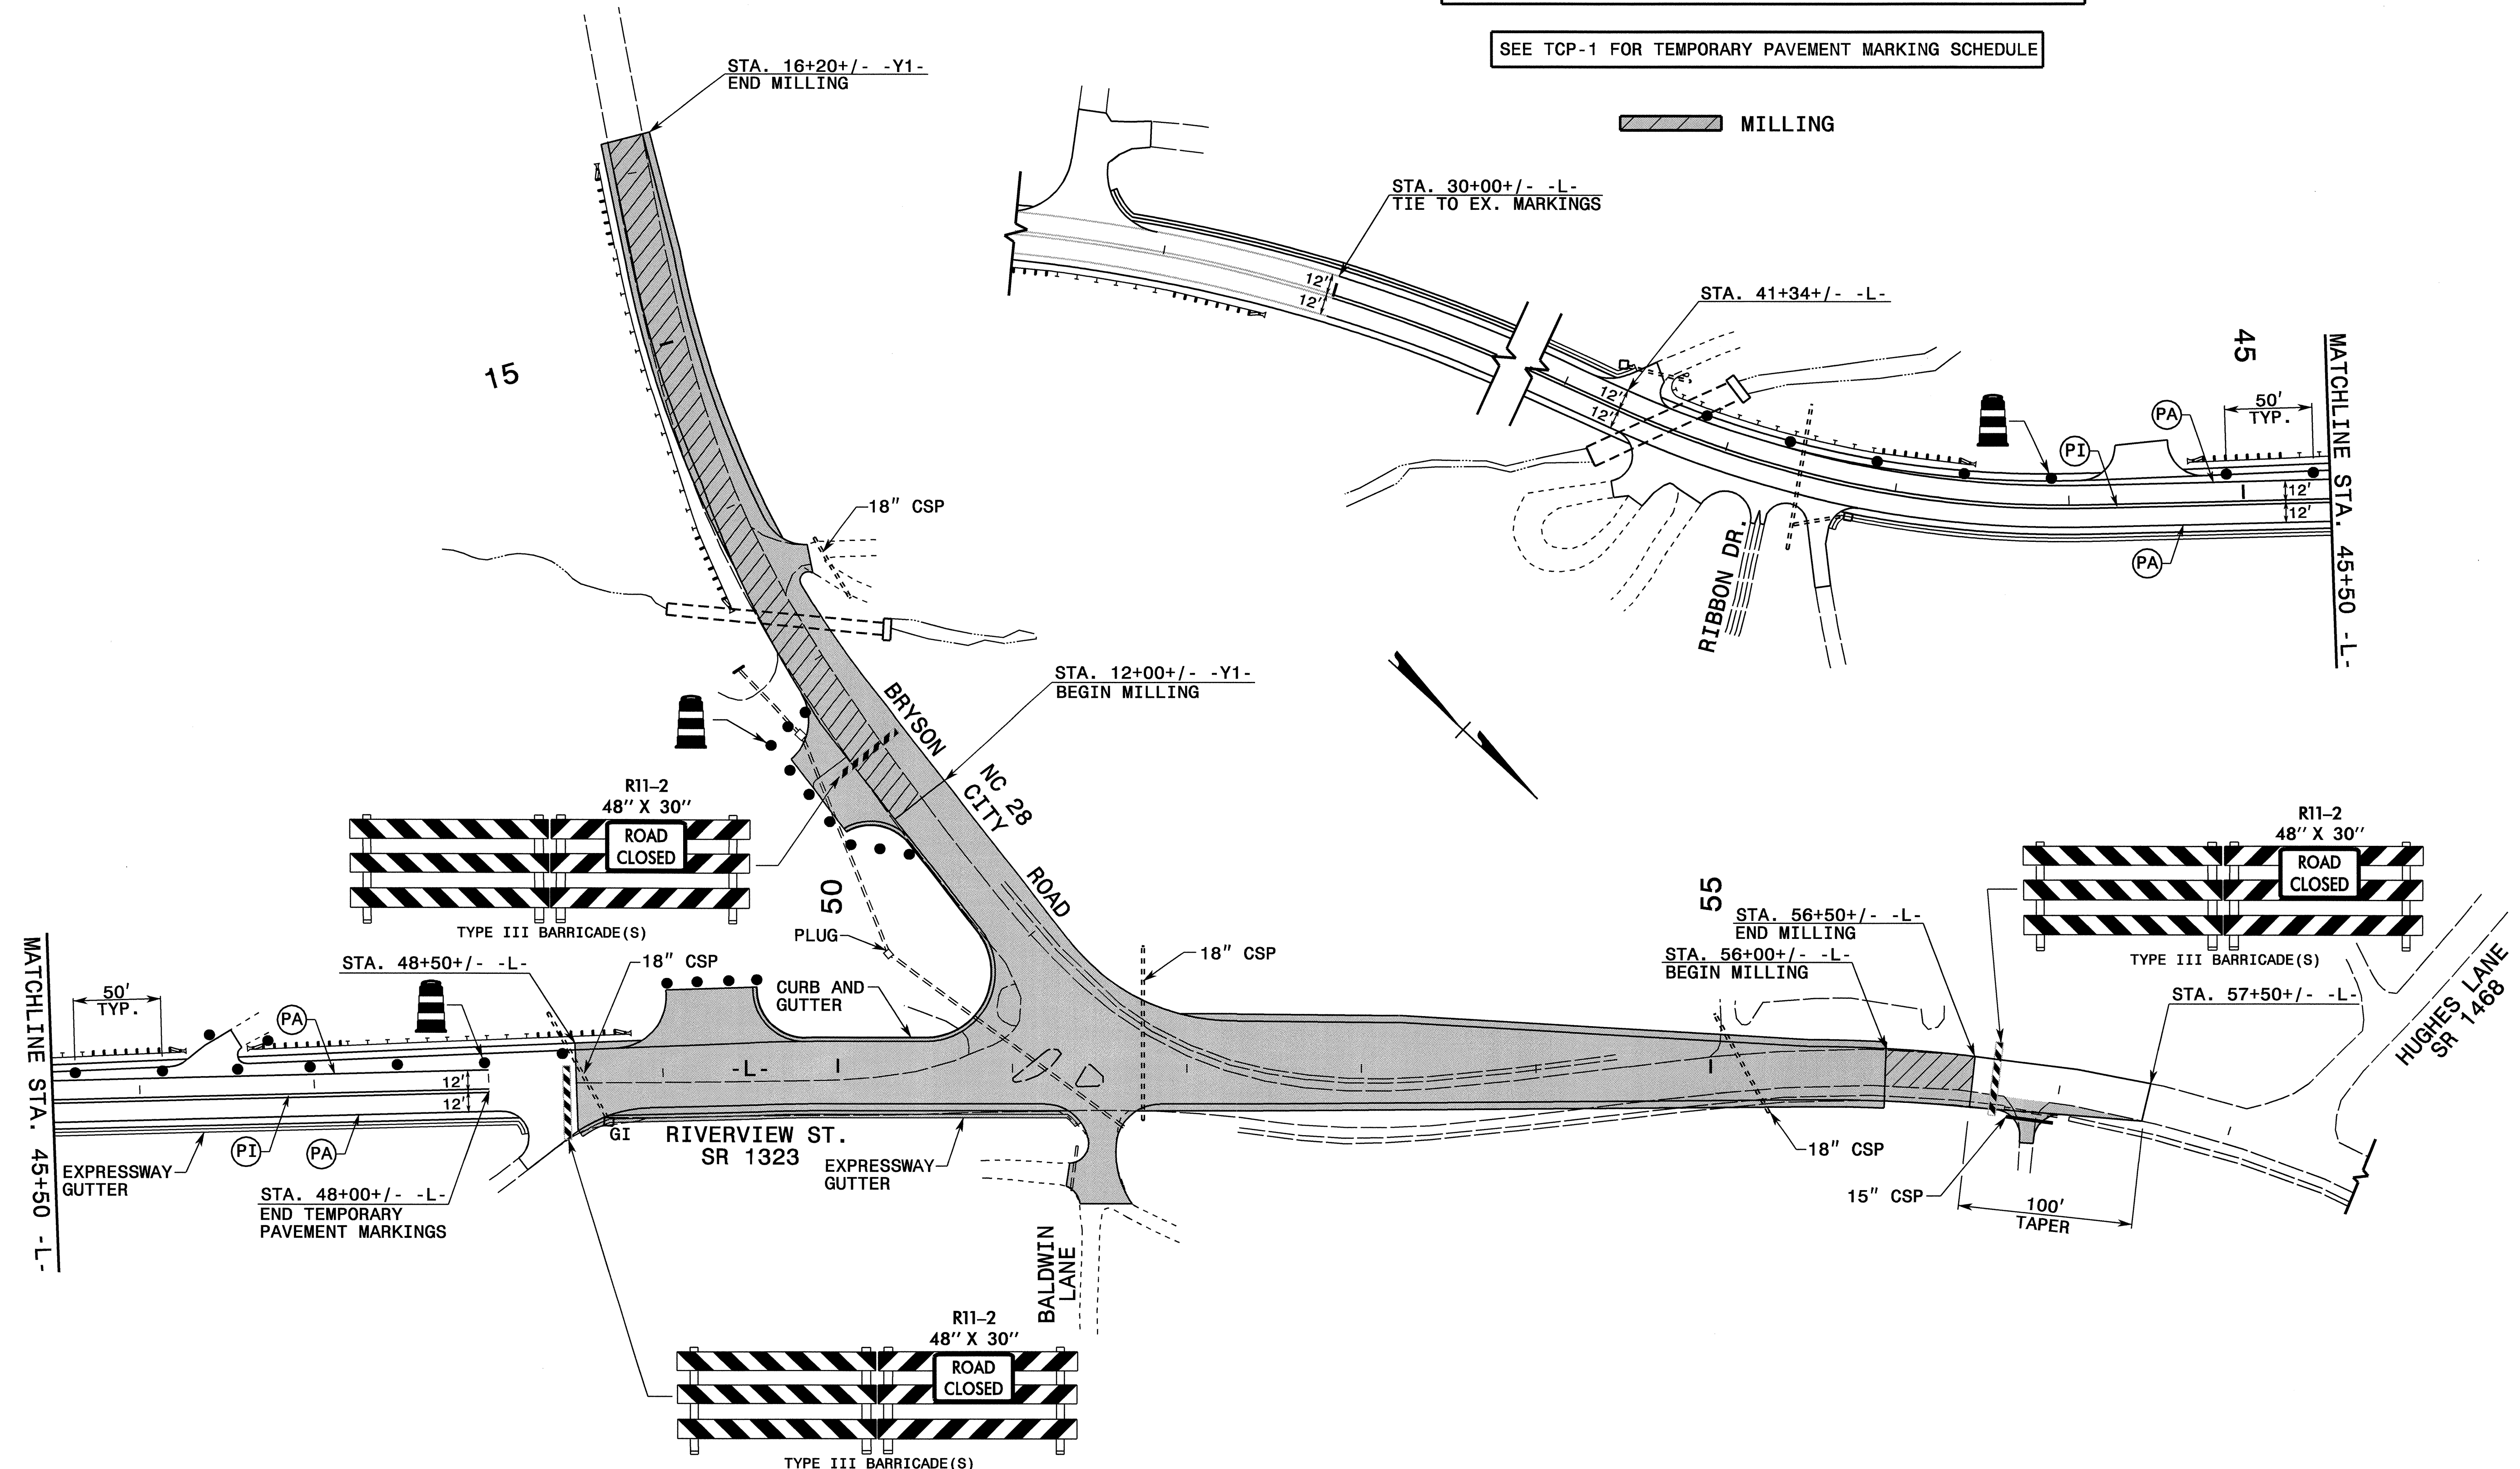 SEE TCP-1 FOR TEMPORARY PAVEMENT MARKING SCHEDULE
MILLING
STA. 16+20+/- -Y1-
END MILLING
15
STA. 30+00+/- -L-
TIE TO EX. MARKINGS
12'
12'
STA. 41+34+/- -L-
12'
12'
45
MATCHLINE STA. 45+50 -L-
PA
50'
TYP.
PI
12'
12'
PA
RIBBON DR.
18" CSP
STA. 12+00+/- -Y1-
BEGIN MILLING
BRYSON CITY ROAD
NC 28
R11-2
48" X 30"
ROAD
CLOSED
TYPE III BARRICADE(S)
50
PLUG
CURB AND
GUTTER
18" CSP
55
STA. 56+50+/- -L-
END MILLING
STA. 56+00+/- -L-
BEGIN MILLING
R11-2
48" X 30"
ROAD
CLOSED
TYPE III BARRICADE(S)
STA. 57+50+/- -L-
HUGHES LANE
SR 1468
MATCHLINE STA. 45+50 -L-
50'
TYP.
PA
STA. 48+50+/- -L-
18" CSP
12'
12'
-L-
GI
RIVERVIEW ST.
SR 1323
EXPRESSWAY
GUTTER
PI
PA
EXPRESSWAY
GUTTER
STA. 48+00+/- -L-
END TEMPORARY
PAVEMENT MARKINGS
18" CSP
15" CSP
100'
TAPER
BALDWIN
LANE
R11-2
48" X 30"
ROAD
CLOSED
TYPE III BARRICADE(S)